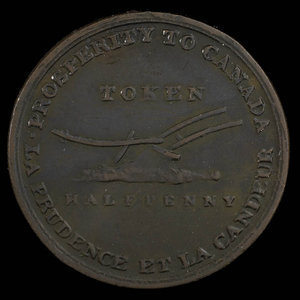 PROSPERITY TO CANADA
LA PRUDENCE ET LA CANDEUR
TOKEN
HALFPENNY